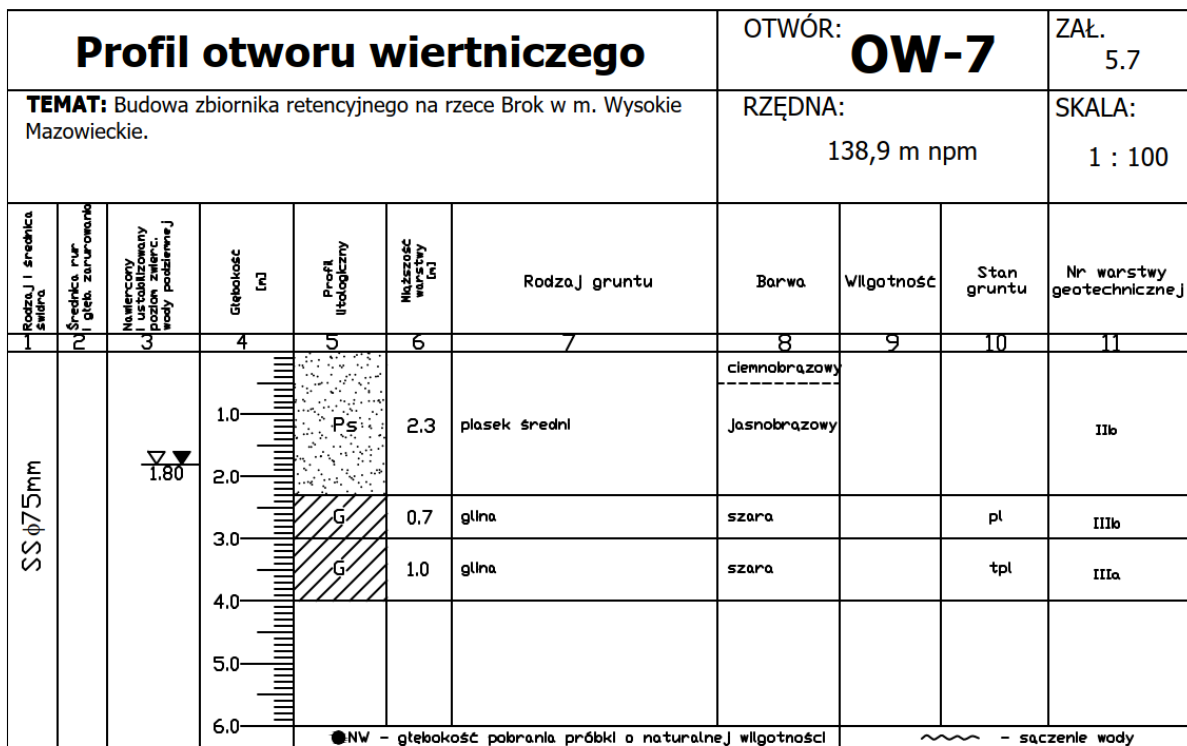 Profil otworu wiertniczego
OTWÓR: OW-7
ZAŁ.
5.7
TEMAT: Budowa zbiornika retencyjnego na rzece Brok w m. Wysokie
Mazowieckie.
RZĘDNA:
138,9 m npm
SKALA:
1 : 100
Rodzaj i średnica
świdra
Średnica rur
i głęb. zarurowania
Nawiercony
i ustabilizowany
poziom zwierc.
wody podziemnej
Głębokość
[m]
Profil
litologiczny
Miąższość
warstwy
[m]
Rodzaj gruntu
Barwa
Wilgotność
Stan
gruntu
Nr warstwy
geotechnicznej
1 2 3 4 5 6 7 8 9 10 11
ciemnobrązowy
1.0 Ps 2.3 piasek średni jasnobrązowy IIb
1.80
2.0
G 0.7 glina szara pl IIIb
3.0
SSϕ75mm
G 1.0 glina szara tpl IIIa
4.0
5.0
6.0
NW - głębokość pobrania próbki o naturalnej wilgotności
- sączenie wody